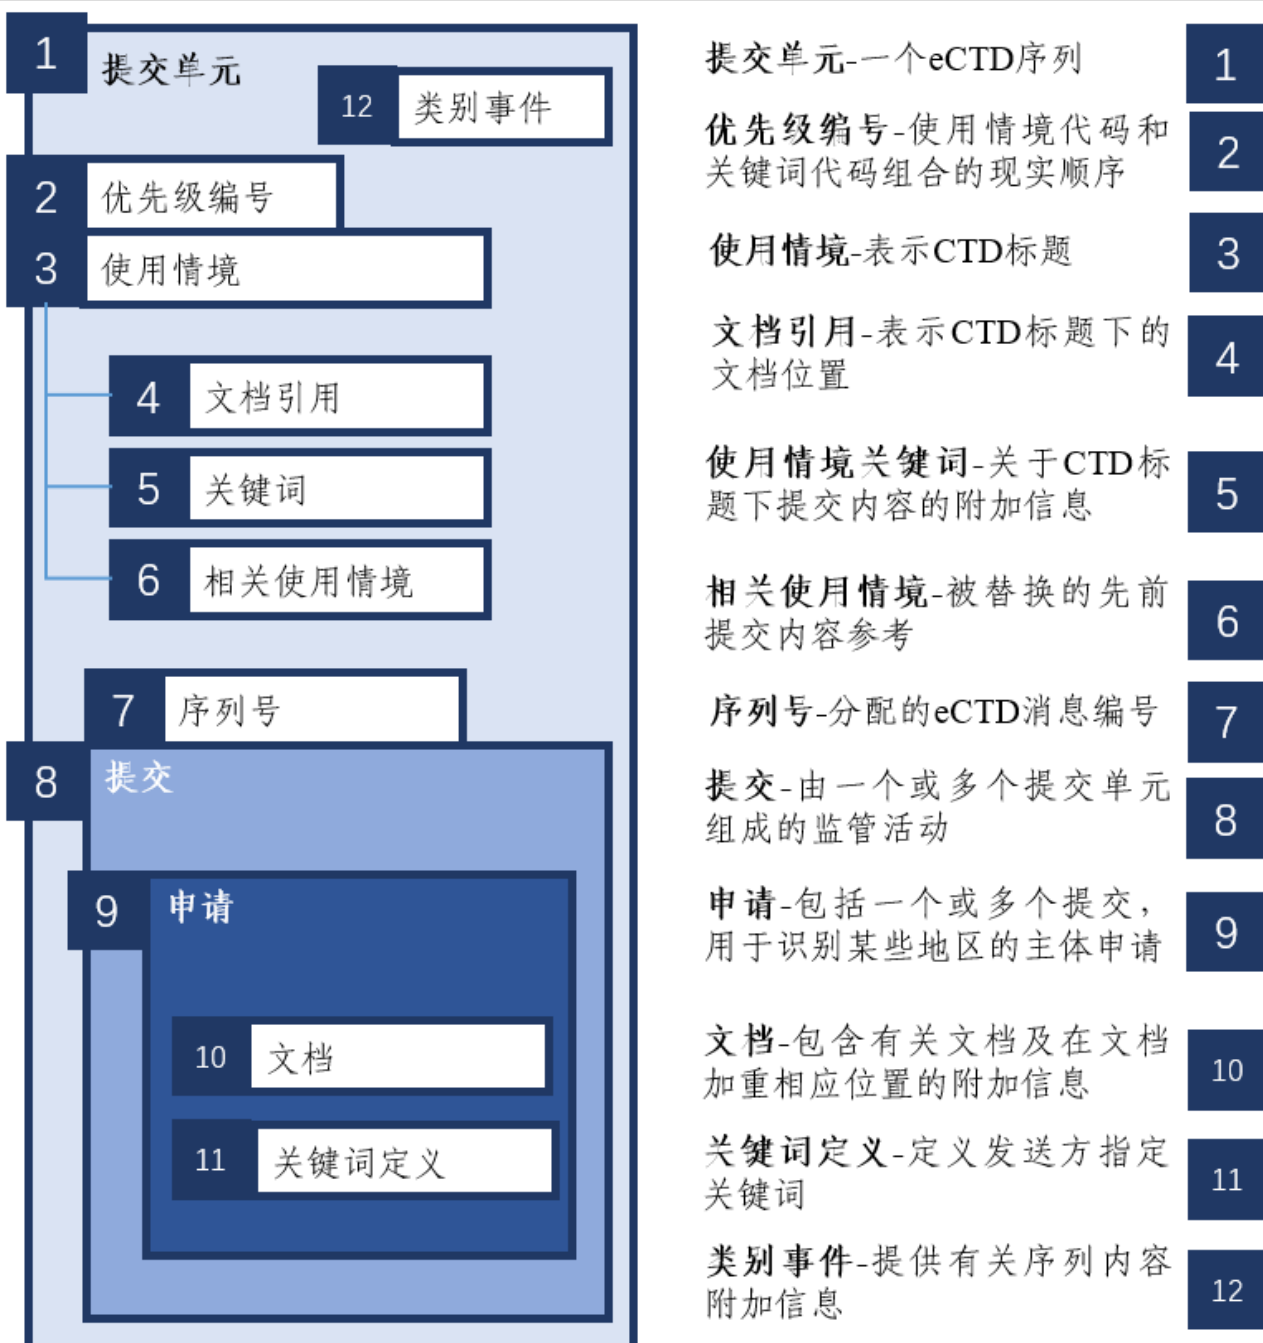 1
提交单元
12
类别事件
2
优先级编号
3
使用情境
4
文档引用
5
关键词
6
相关使用情境
7
序列号
8
提交
9
申请
10
文档
11
关键词定义
提交单元-一个eCTD序列
1
优先级编号-使用情境代码和
关键词代码组合的现实顺序
2
使用情境-表示CTD标题
3
文档引用-表示CTD标题下的
文档位置
4
使用情境关键词-关于CTD标
题下提交内容的附加信息
5
相关使用情境-被替换的先前
提交内容参考
6
序列号-分配的eCTD消息编号
7
提交-由一个或多个提交单元
组成的监管活动
8
申请-包括一个或多个提交，
用于识别某些地区的主体申请
9
文档-包含有关文档及在文档
加重相应位置的附加信息
10
关键词定义-定义发送方指定
关键词
11
类别事件-提供有关序列内容
附加信息
12